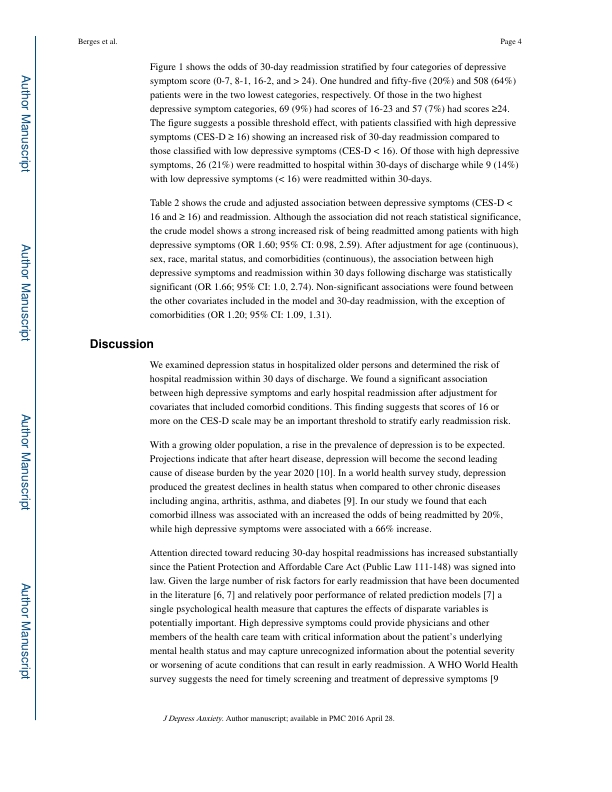 Berges et al.
Page 4
Figure 1 shows the odds of 30-day readmission stratified by four categories of depressive
symptom score (0-7, 8-1, 16-2, and > 24). One hundred and fifty-five (20%) and 508 (64%)
patients were in the two lowest categories, respectively. Of those in the two highest
depressive symptom categories, 69 (9%) had scores of 16-23 and 57 (7%) had scores ≥24.
The figure suggests a possible threshold effect, with patients classified with high depressive
symptoms (CES-D ≥ 16) showing an increased risk of 30-day readmission compared to
those classified with low depressive symptoms (CES-D < 16). Of those with high depressive
symptoms, 26 (21%) were readmitted to hospital within 30-days of discharge while 9 (14%)
with low depressive symptoms (< 16) were readmitted within 30-days.
Table 2 shows the crude and adjusted association between depressive symptoms (CES-D <
16 and ≥ 16) and readmission. Although the association did not reach statistical significance,
the crude model shows a strong increased risk of being readmitted among patients with high
depressive symptoms (OR 1.60; 95% CI: 0.98, 2.59). After adjustment for age (continuous),
sex, race, marital status, and comorbidities (continuous), the association between high
depressive symptoms and readmission within 30 days following discharge was statistically
significant (OR 1.66; 95% CI: 1.0, 2.74). Non-significant associations were found between
the other covariates included in the model and 30-day readmission, with the exception of
comorbidities (OR 1.20; 95% CI: 1.09, 1.31).
Discussion
We examined depression status in hospitalized older persons and determined the risk of
hospital readmission within 30 days of discharge. We found a significant association
between high depressive symptoms and early hospital readmission after adjustment for
covariates that included comorbid conditions. This finding suggests that scores of 16 or
more on the CES-D scale may be an important threshold to stratify early readmission risk.
With a growing older population, a rise in the prevalence of depression is to be expected.
Projections indicate that after heart disease, depression will become the second leading
cause of disease burden by the year 2020 [10]. In a world health survey study, depression
produced the greatest declines in health status when compared to other chronic diseases
including angina, arthritis, asthma, and diabetes [9]. In our study we found that each
comorbid illness was associated with an increased the odds of being readmitted by 20%,
while high depressive symptoms were associated with a 66% increase.
Attention directed toward reducing 30-day hospital readmissions has increased substantially
since the Patient Protection and Affordable Care Act (Public Law 111-148) was signed into
law. Given the large number of risk factors for early readmission that have been documented
in the literature [6, 7] and relatively poor performance of related prediction models [7] a
single psychological health measure that captures the effects of disparate variables is
potentially important. High depressive symptoms could provide physicians and other
members of the health care team with critical information about the patient's underlying
mental health status and may capture unrecognized information about the potential severity
or worsening of acute conditions that can result in early readmission. A WHO World Health
survey suggests the need for timely screening and treatment of depressive symptoms [9
J Depress Anxiety. Author manuscript; available in PMC 2016 April 28.
Author Manuscript
Author Manuscript
Author Manuscript
Author Manuscript